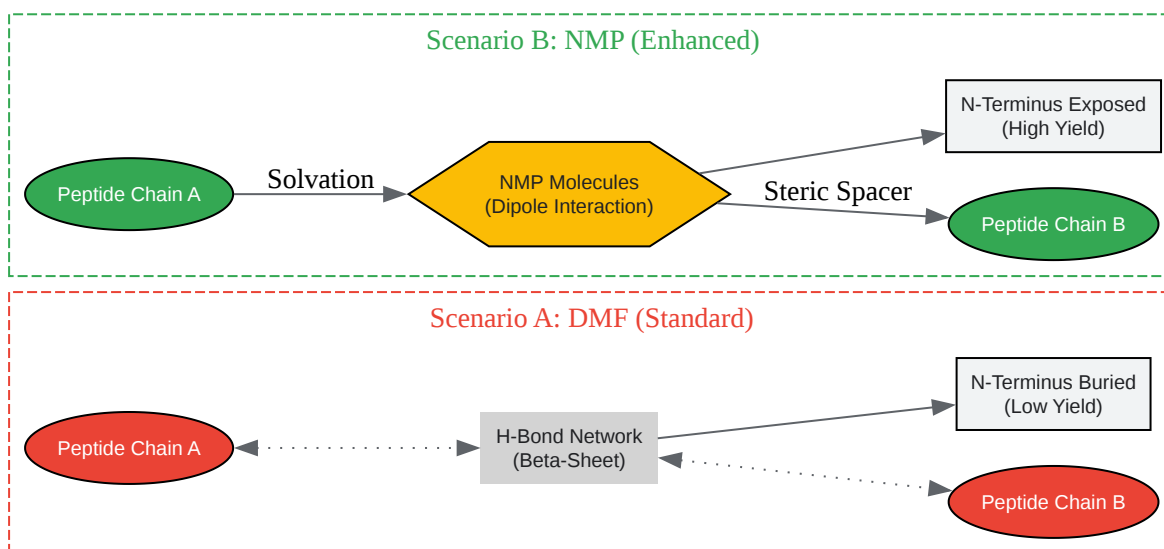 Scenario B: NMP (Enhanced)
N-Terminus Exposed
(High Yield)
Peptide Chain A
Solvation
NMP Molecules
(Dipole Interaction)
Steric Spacer
Peptide Chain B
Scenario A: DMF (Standard)
N-Terminus Buried
(Low Yield)
Peptide Chain A
H-Bond Network
(Beta-Sheet)
Peptide Chain B